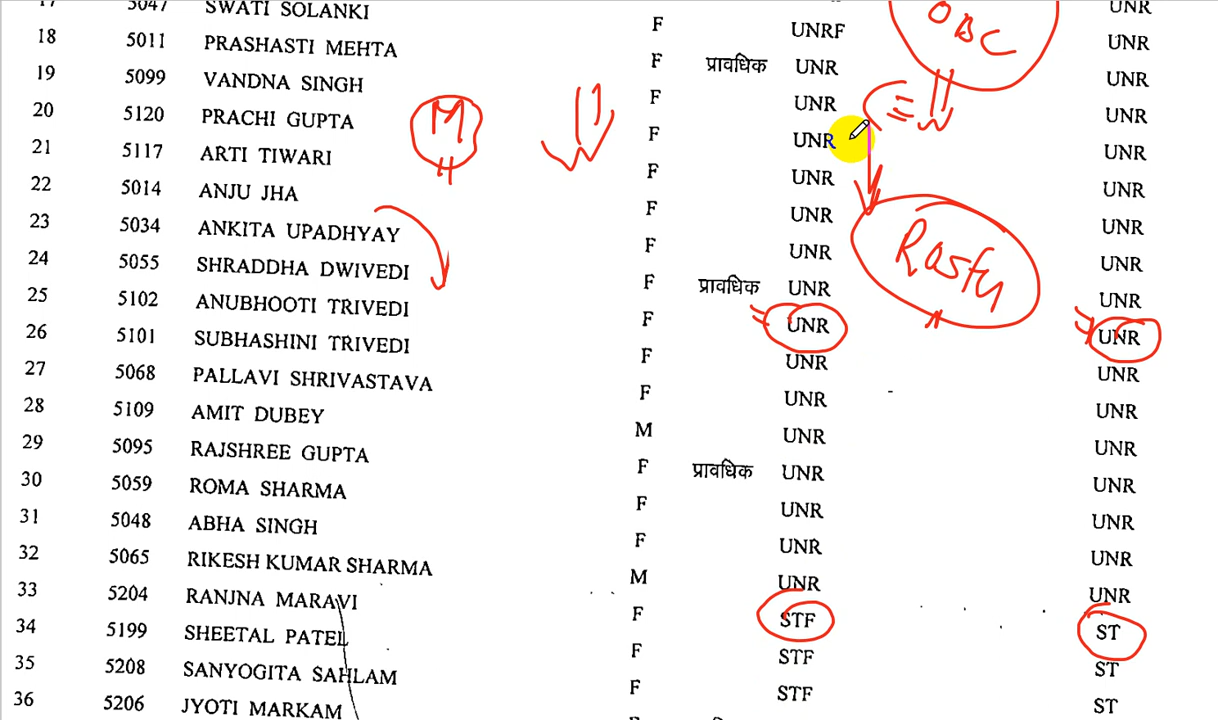 UNR
17 5047 SWATI SOLANKI F UNRF UNR
18 5011 PRASHASTI MEHTA F प्रावधिक UNR UNR
19 5099 VANDNA SINGH F UNR UNR
20 5120 PRACHI GUPTA F UNR UNR
21 5117 ARTI TIWARI F UNR UNR
22 5014 ANJU JHA F UNR UNR
23 5034 ANKITA UPADHYAY F UNR UNR
24 5055 SHRADDHA DWIVEDI F प्रावधिक UNR UNR
25 5102 ANUBHOOTI TRIVEDI F UNR UNR
26 5101 SUBHASHINI TRIVEDI F UNR UNR
27 5068 PALLAVI SHRIVASTAVA F UNR UNR
28 5109 AMIT DUBEY M UNR UNR
29 5095 RAJSHREE GUPTA F प्रावधिक UNR UNR
30 5059 ROMA SHARMA F UNR UNR
31 5048 ABHA SINGH F UNR UNR
32 5065 RIKESH KUMAR SHARMA M UNR UNR
33 5204 RANJNA MARAVI F STF ST
34 5199 SHEETAL PATEL F STF ST
35 5208 SANYOGITA SAHLAM F STF ST
36 5206 JYOTI MARKAM
OBC
M